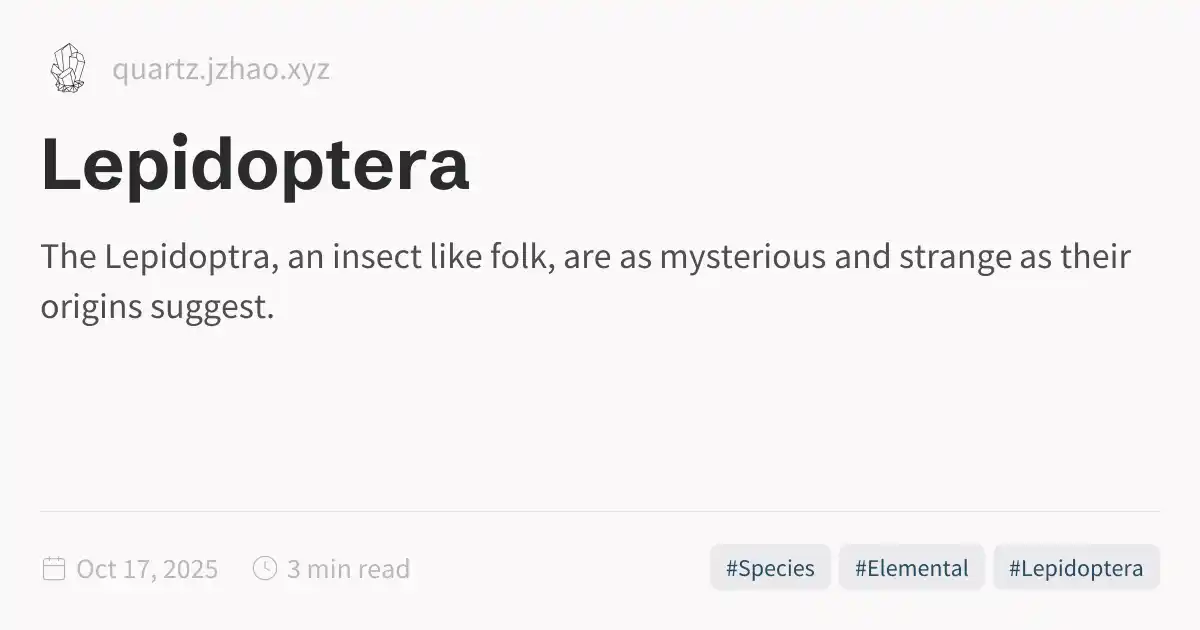 quartz.jzhao.xyz
Lepidoptera
The Lepidoptra, an insect like folk, are as mysterious and strange as their
origins suggest.
Oct 17, 2025
3 min read
#Species
#Elemental
#Lepidoptera